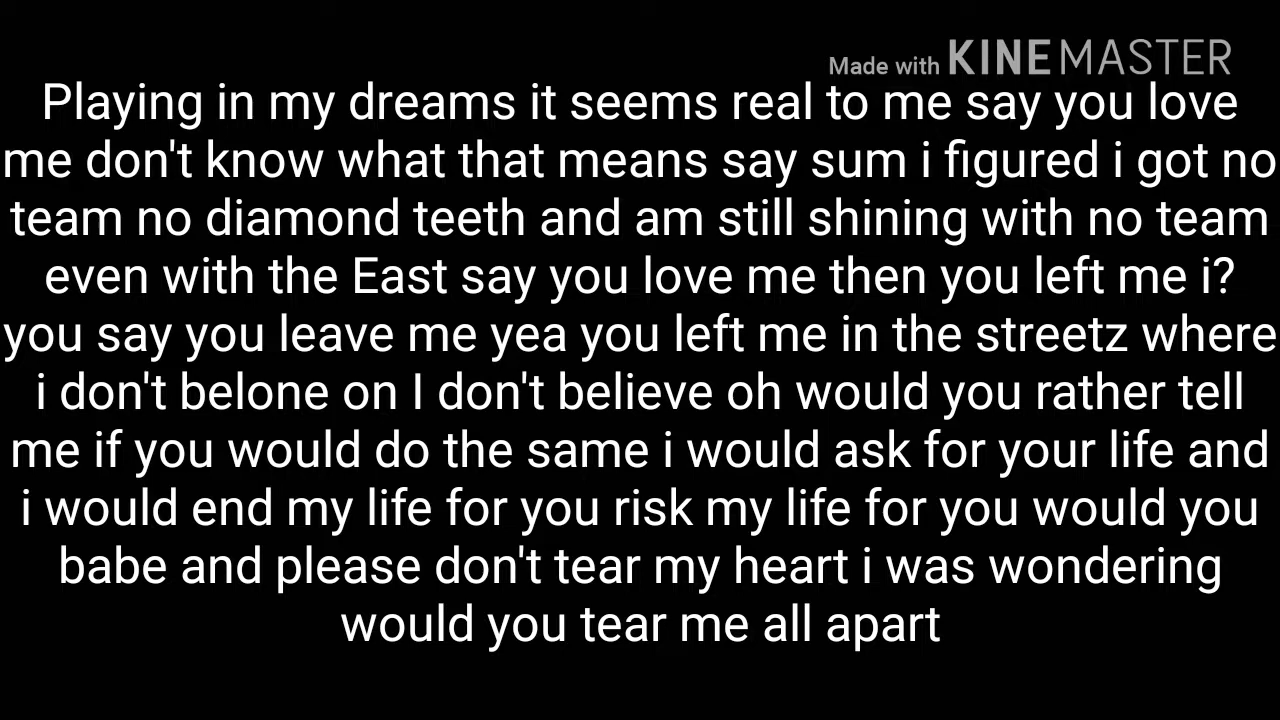 Made with KINEMASTER
Playing in my dreams it seems real to me say you love
me don't know what that means say sum i figured i got no
team no diamond teeth and am still shining with no team
even with the East say you love me then you left me i?
you say you leave me yea you left me in the streetz where
i don't belone on I don't believe oh would you rather tell
me if you would do the same i would ask for your life and
i would end my life for you risk my life for you would you
babe and please don't tear my heart i was wondering
would you tear me all apart